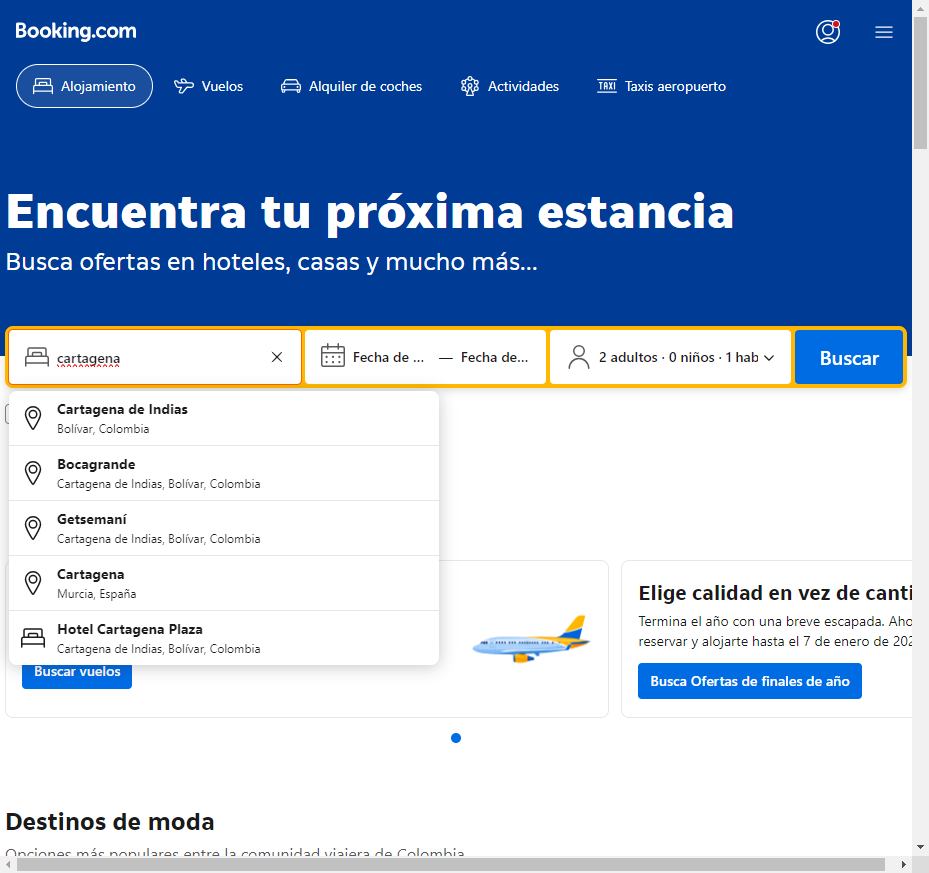 Booking.com
Alojamiento
Vuelos
Alquiler de coches
Actividades
TAXI
Taxis aeropuerto
Encuentra tu próxima estancia
Busca ofertas en hoteles, casas y mucho más...
cartagena
Fecha de ... — Fecha de...
2 adultos · 0 niños · 1 hab
Buscar
Cartagena de Indias
Bolívar, Colombia
Bocagrande
Cartagena de Indias, Bolívar, Colombia
Getsemaní
Cartagena de Indias, Bolívar, Colombia
Cartagena
Murcia, España
Hotel Cartagena Plaza
Cartagena de Indias, Bolívar, Colombia
Buscar vuelos
Elige calidad en vez de canti
Termina el año con una breve escapada. Aho
reservar y alojarte hasta el 7 de enero de 202
Busca Ofertas de finales de año
Destinos de moda
Opciones más populares entre la comunidad viajera de Colombia